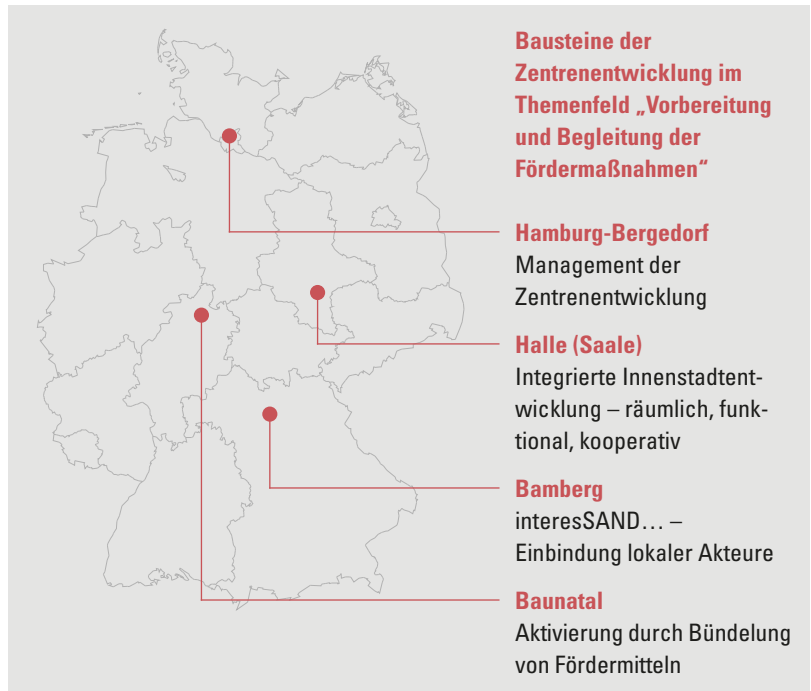 Bausteine der
Zentrenentwicklung im
Themenfeld „Vorbereitung
und Begleitung der
Fördermaßnahmen“
Hamburg-Bergedorf
Management der
Zentrenentwicklung
Halle (Saale)
Integrierte Innenstadtent-
wicklung – räumlich, funk-
tional, kooperativ
Bamberg
interesSAND… –
Einbindung lokaler Akteure
Baunatal
Aktivierung durch Bündelung
von Fördermitteln